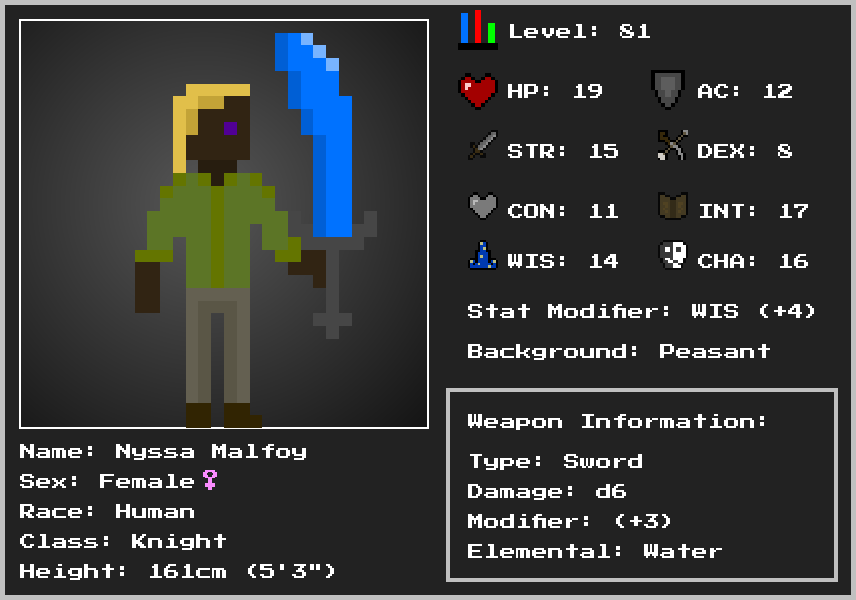 Level: 81
HP: 19
AC: 12
STR: 15
DEX: 8
CON: 11
INT: 17
WIS: 14
CHA: 16
Stat Modifier: WIS (+4)
Background: Peasant
Weapon Information:
Type: Sword
Damage: d6
Modifier: (+3)
Elemental: Water
Name: Nyssa Malfoy
Sex: Female♀
Race: Human
Class: Knight
Height: 161cm (5'3")